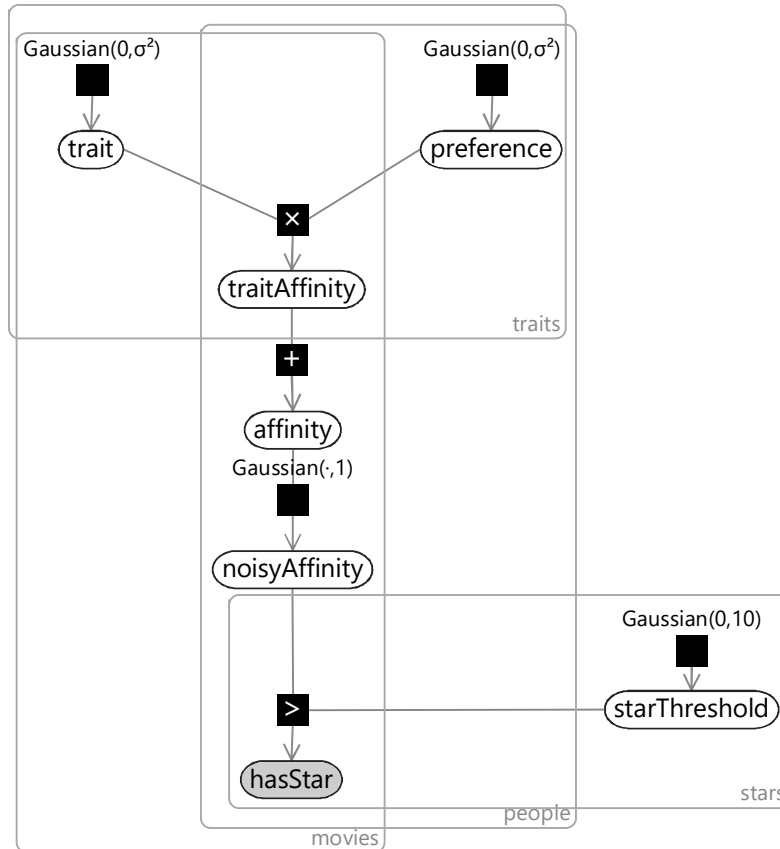 Gaussian(0,σ²) Gaussian(0,σ²)
trait preference
×
traitAffinity
traits
+
affinity
Gaussian(·,1)
noisyAffinity
Gaussian(0,10)
> starThreshold
hasStar
stars
people
movies